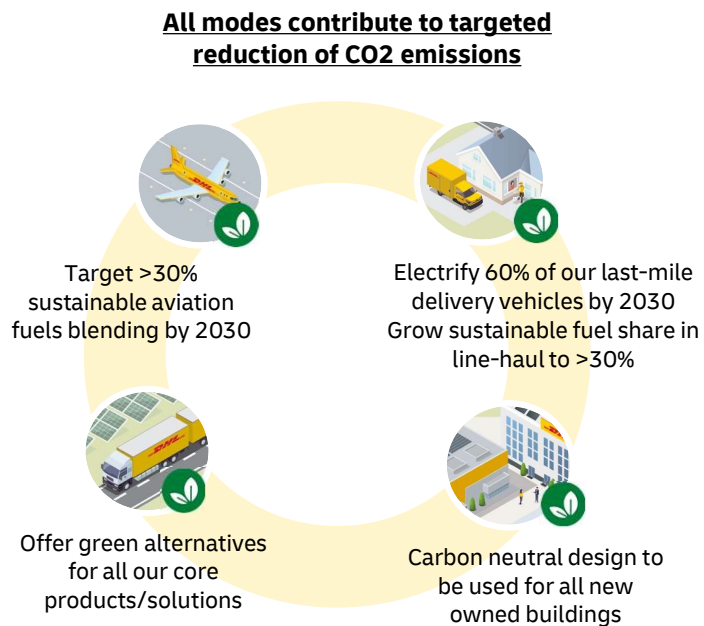 All modes contribute to targeted
reduction of CO2 emissions
DHL
Target >30%
sustainable aviation
fuels blending by 2030
Electrify 60% of our last-mile
delivery vehicles by 2030
Grow sustainable fuel share in
line-haul to >30%
DHL
Offer green alternatives
for all our core
products/solutions
Carbon neutral design to
be used for all new
owned buildings